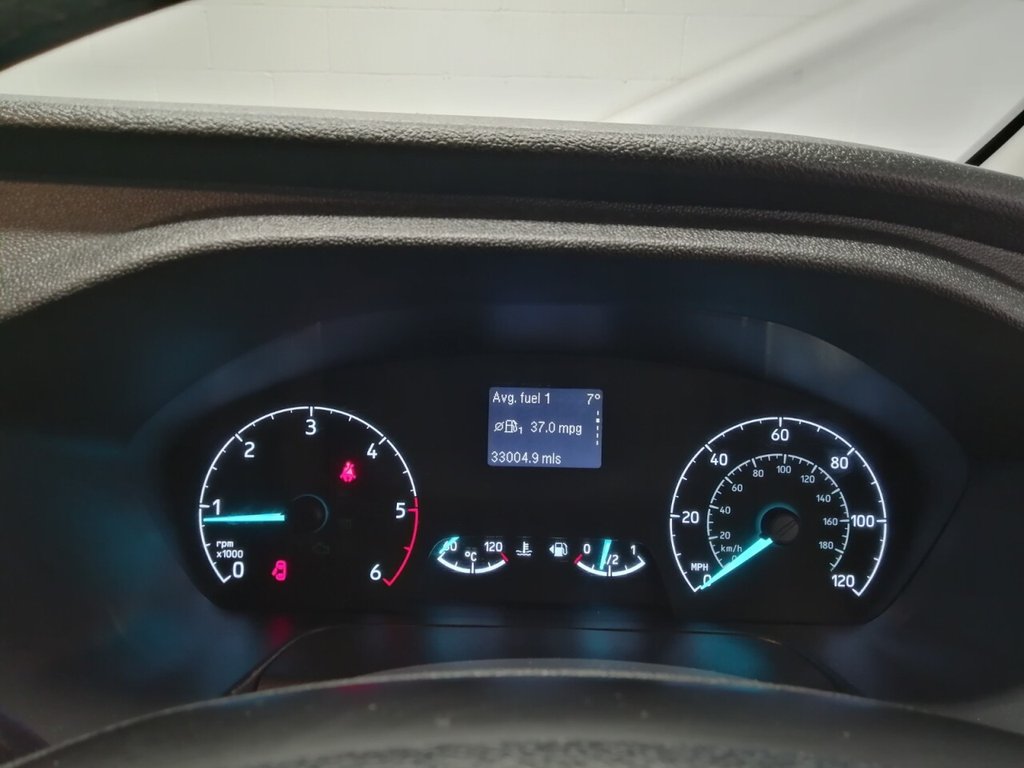 Avg. fuel 1 7°
1 37.0 mpg
33004.9 mls
0 1 2 3 4 5 6
rpm
x1000
120
°C
0 1/2 1
0 20 40 60 80 100 120
MPH
20 40 60 80 100 120 140 160 180
km/h